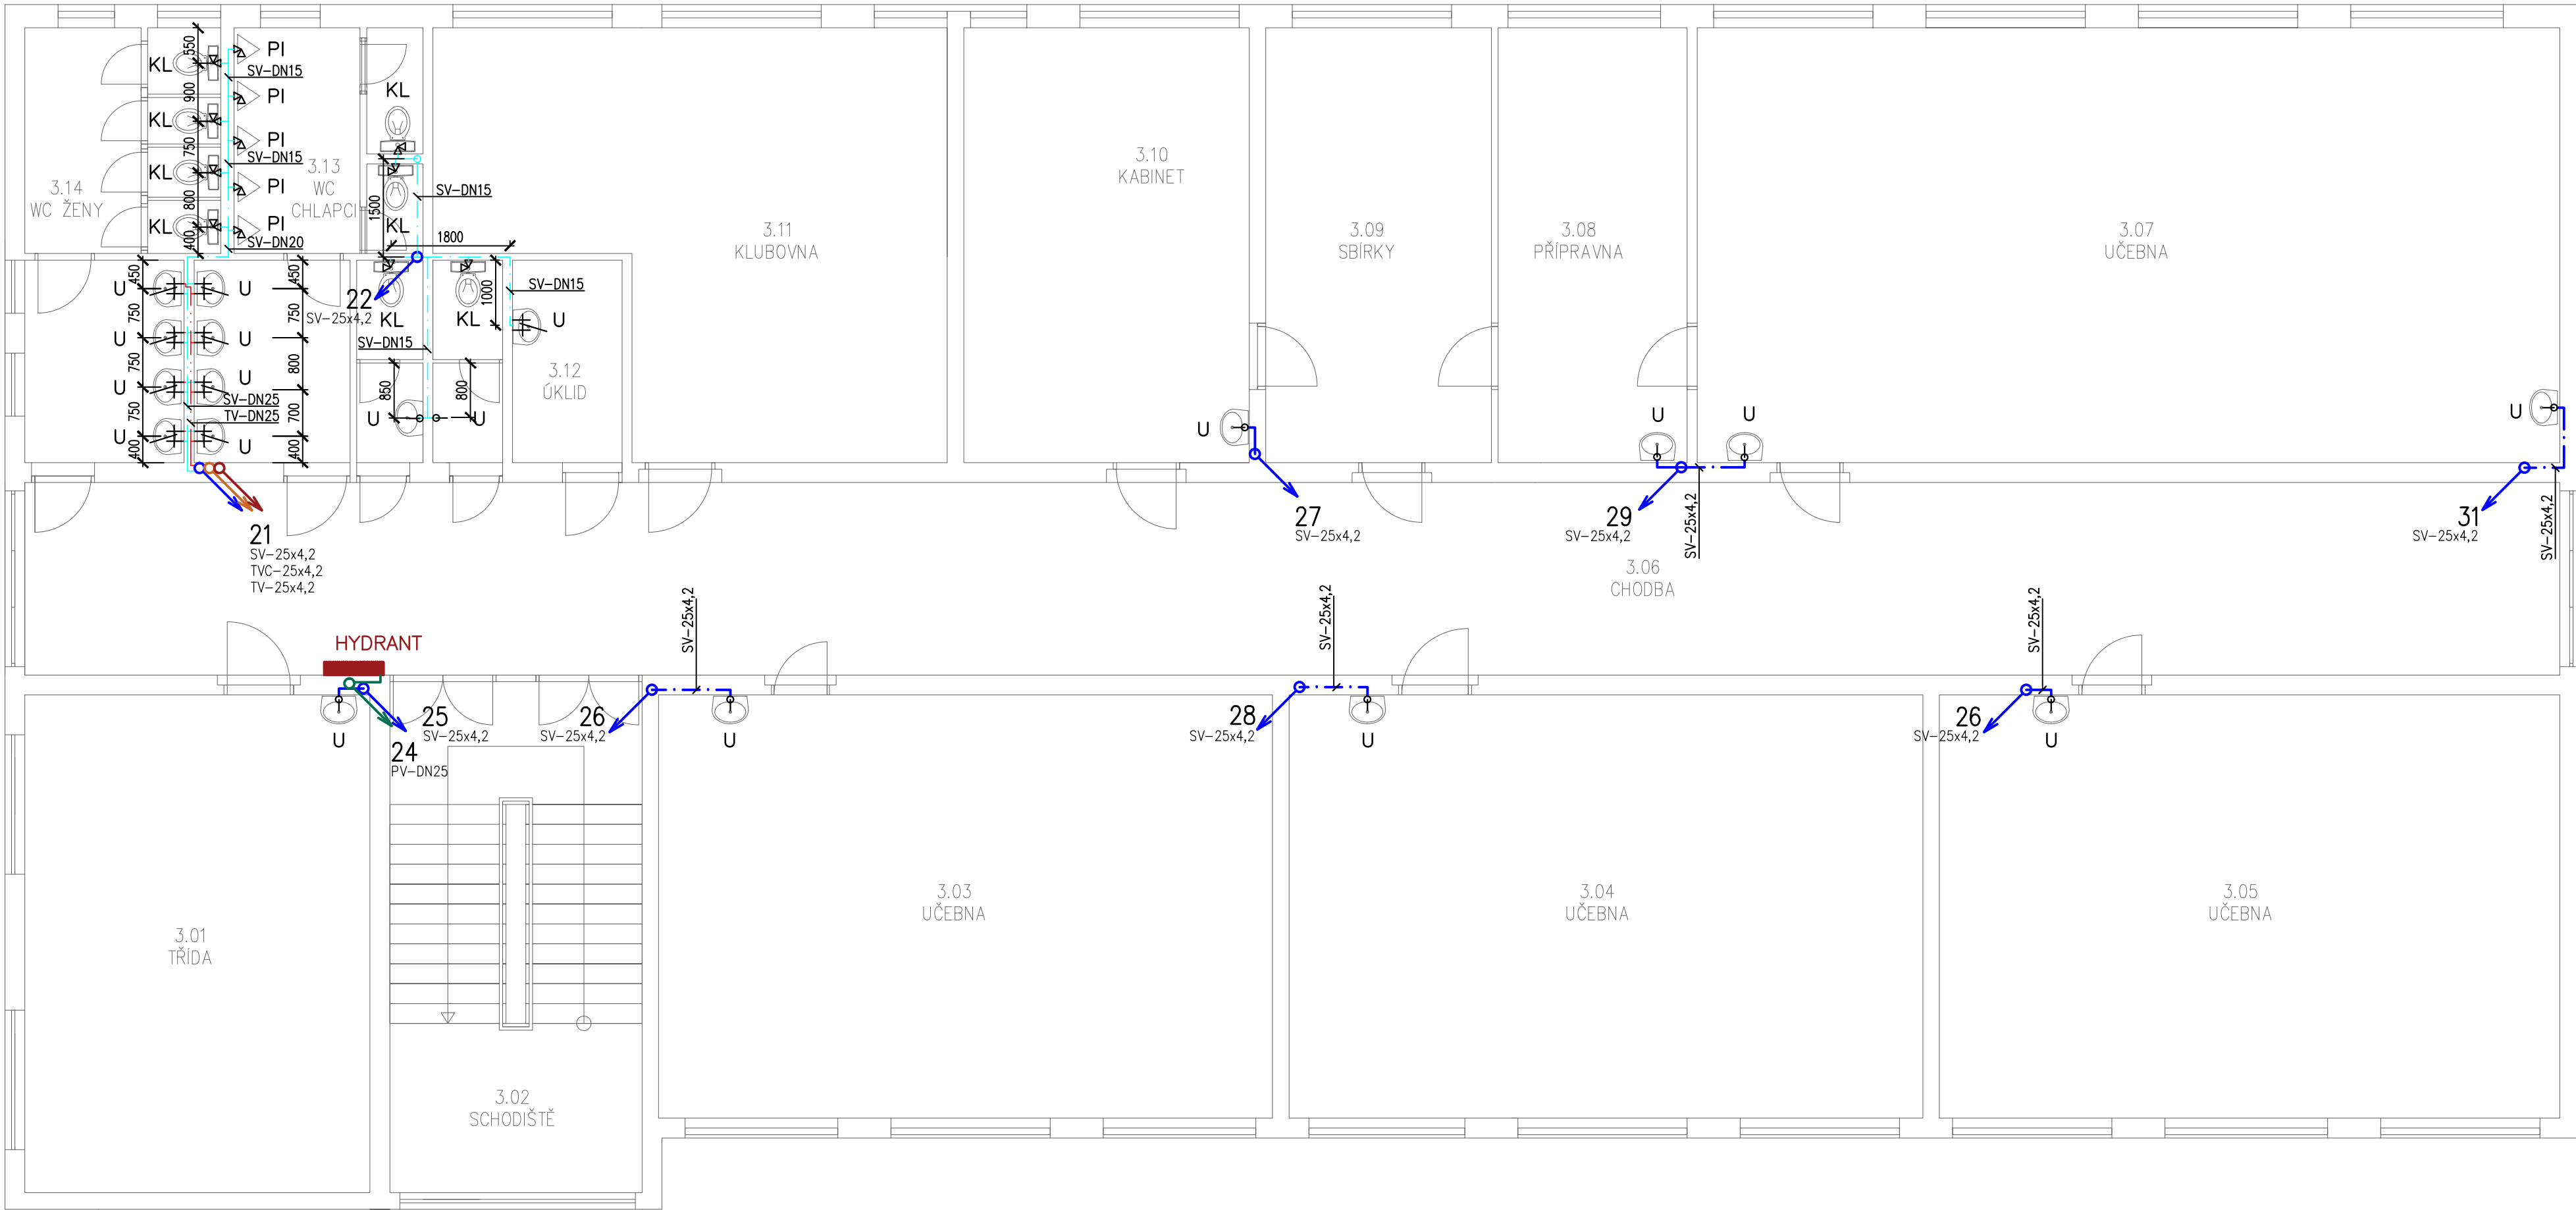 550
KL
PI
SV-DN15
900
PI
KL
KL
750
PI
SV-DN15
KL
PI
3.13
WC
CHLAPCI
3.14
WC ŽENY
800
KL
PI
400
SV-DN20
SV-DN15
1500
KL
1800
3.11
KLUBOVNA
3.10
KABINET
3.09
SBÍRKY
3.08
PŘÍPRAVNA
3.07
UČEBNA
450
U
U
450
750
U
U
750
750
U
U
800
750
U
U
700
400
400
SV-DN25
TV-DN25
22
SV-25x4,2
KL
KL
1000
SV-DN15
U
SV-DN15
850
800
U
U
3.12
ÚKLID
U
U
U
U
21
SV-25x4,2
TVC-25x4,2
TV-25x4,2
27
SV-25x4,2
29
SV-25x4,2
SV-25x4,2
31
SV-25x4,2
SV-25x4,2
3.06
CHODBA
HYDRANT
SV-25x4,2
SV-25x4,2
SV-25x4,2
U
25
SV-25x4,2
24
PV-DN25
26
SV-25x4,2
U
28
SV-25x4,2
U
26
SV-25x4,2
U
3.01
TŘÍDA
3.02
SCHODIŠTĚ
3.03
UČEBNA
3.04
UČEBNA
3.05
UČEBNA